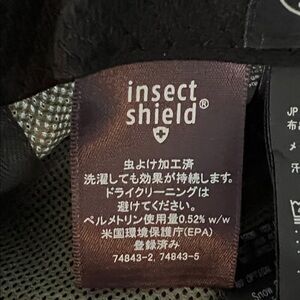 insect
shield®
虫よけ加工済
洗濯しても効果が持続します。
ドライクリーニングは
避けてください。
ペルメトリン使用量0.52% w/w
米国環境保護庁(EPA)
登録済み
74843-2, 74843-5
JP
布
メ